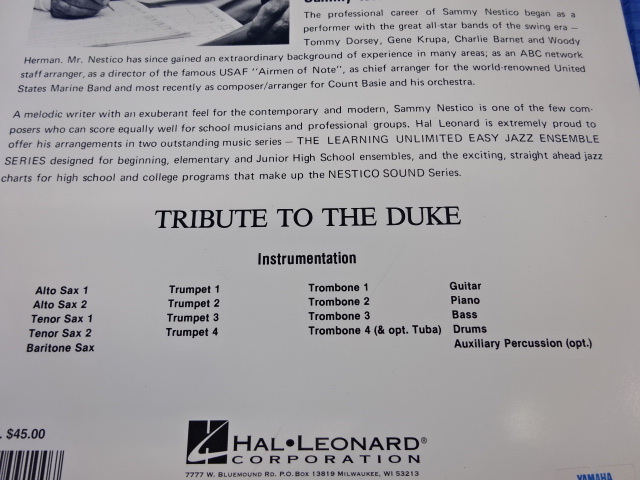 The professional career of Sammy Nestico began as a
performer with the great all-star bands of the swing era —
Tommy Dorsey, Gene Krupa, Charlie Barnet and Woody
Herman. Mr. Nestico has since gained an extraordinary background of experience in many areas; as an ABC network
staff arranger, as a director of the famous USAF "Airmen of Note", as chief arranger for the world-renowned United
States Marine Band and most recently as composer/arranger for Count Basie and his orchestra.
A melodic writer with an exuberant feel for the contemporary and modern, Sammy Nestico is one of the few com-
posers who can score equally well for school musicians and professional groups. Hal Leonard is extremely proud to
offer his arrangements in two outstanding music series — THE LEARNING UNLIMITED EASY JAZZ ENSEMBLE
SERIES designed for beginning, elementary and Junior High School ensembles, and the exciting, straight ahead jazz
charts for high school and college programs that make up the NESTICO SOUND Series.
TRIBUTE TO THE DUKE
Instrumentation
Alto Sax 1 Trumpet 1 Trombone 1 Guitar
Alto Sax 2 Trumpet 2 Trombone 2 Piano
Tenor Sax 1 Trumpet 3 Trombone 3 Bass
Tenor Sax 2 Trumpet 4 Trombone 4 (& opt. Tuba) Drums
Baritone Sax Auxiliary Percussion (opt.)
. $45.00
HAL•LEONARD®
CORPORATION
7777 W. BLUEMOUND RD. P.O. BOX 13819 MILWAUKEE, WI 53213
YAMAHA